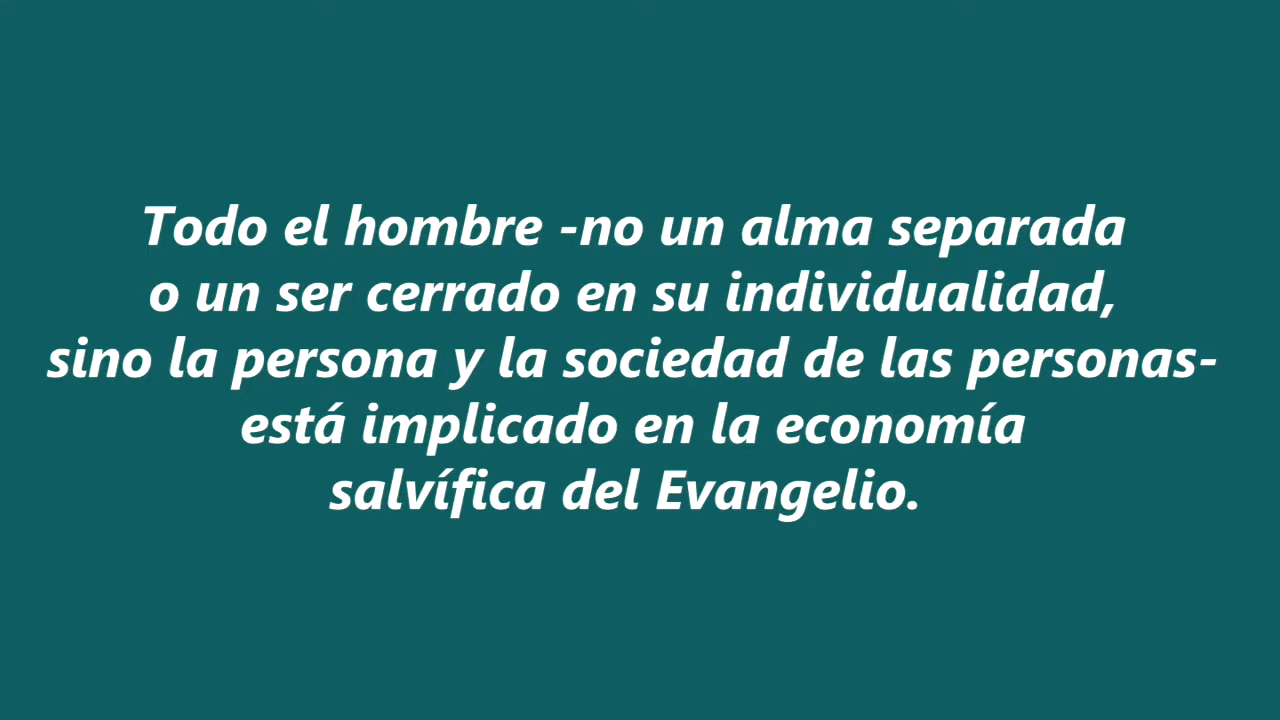 Todo el hombre -no un alma separada
o un ser cerrado en su individualidad,
sino la persona y la sociedad de las personas-
está implicado en la economía
salvífica del Evangelio.